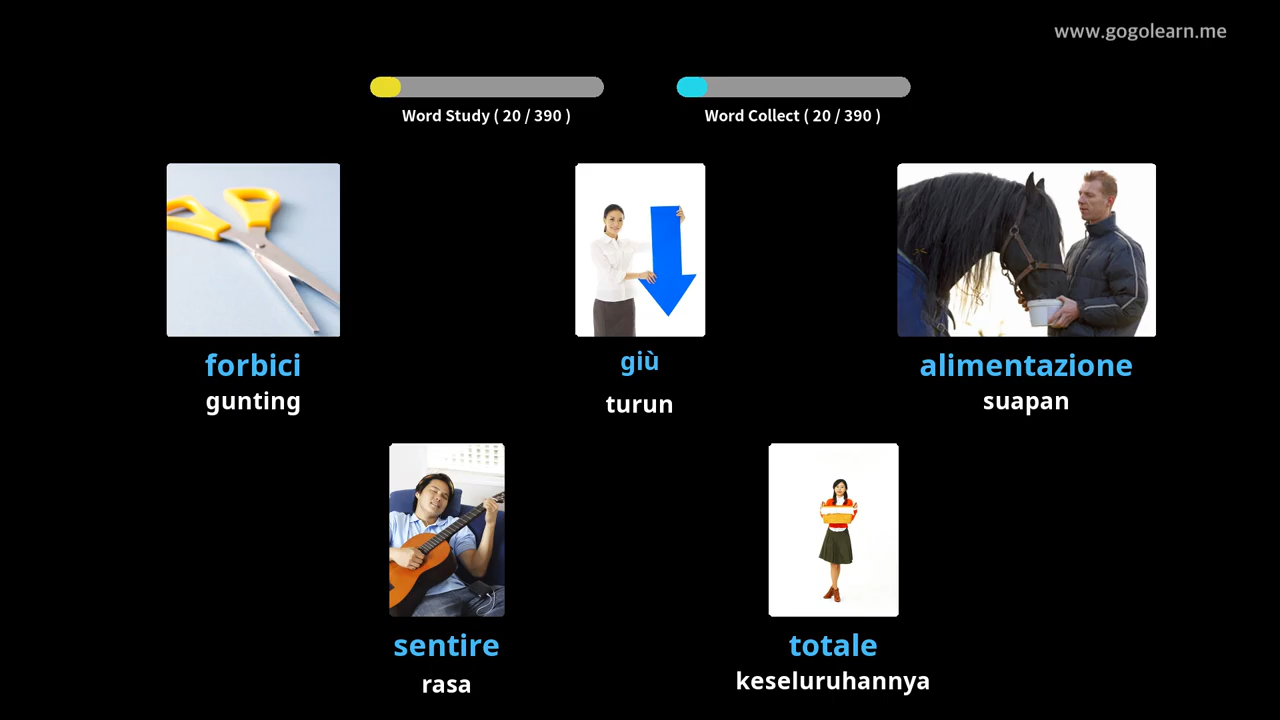 www.gogolearn.me
Word Study ( 20 / 390 )
Word Collect ( 20 / 390 )
forbici
gunting
giù
turun
alimentazione
suapan
sentire
rasa
totale
keseluruhannya